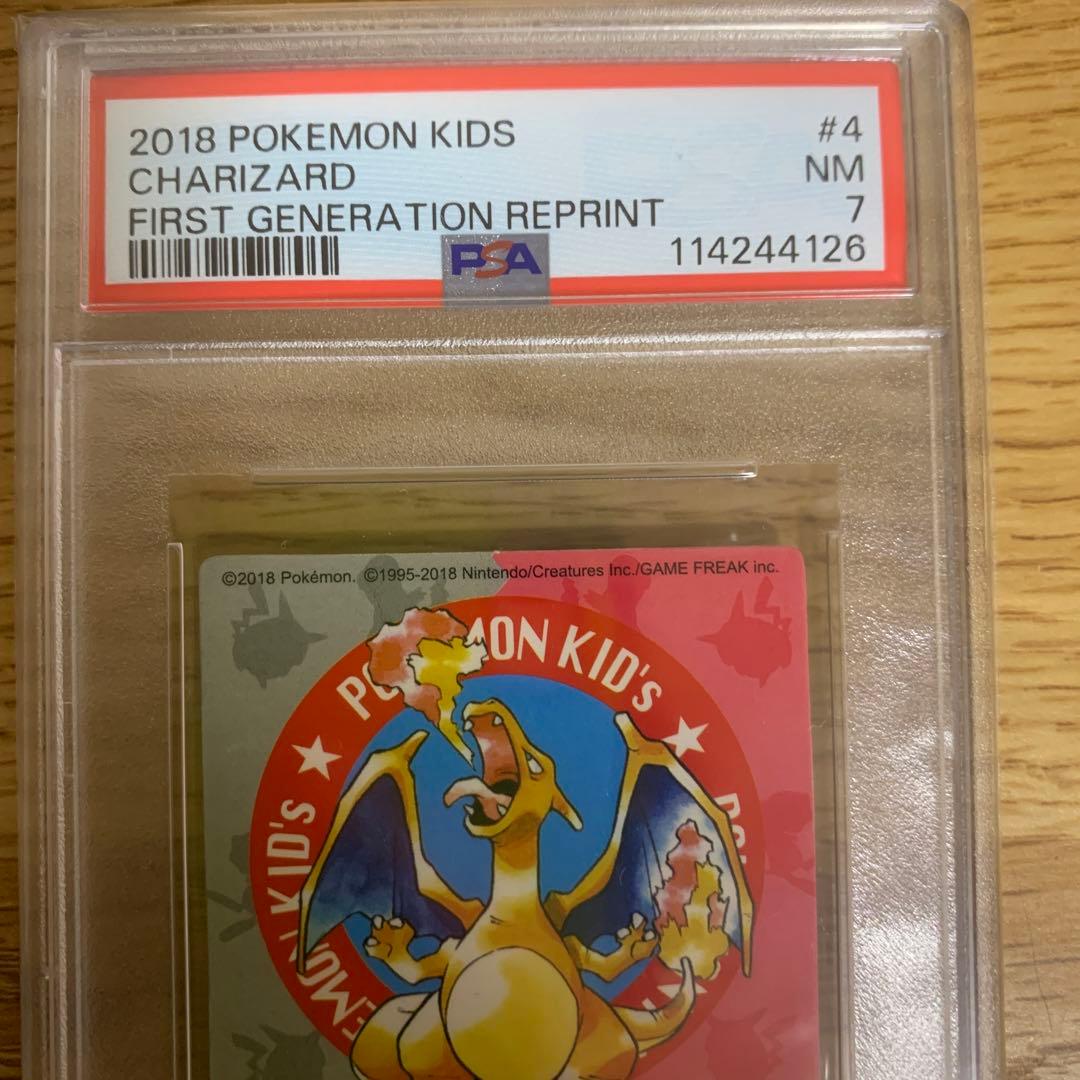 2018 POKEMON KIDS #4
CHARIZARD NM
FIRST GENERATION REPRINT 7
PSA 114244126
©2018 Pokémon. ©1995-2018 Nintendo/Creatures Inc./GAME FREAK inc.
KID's
KID's